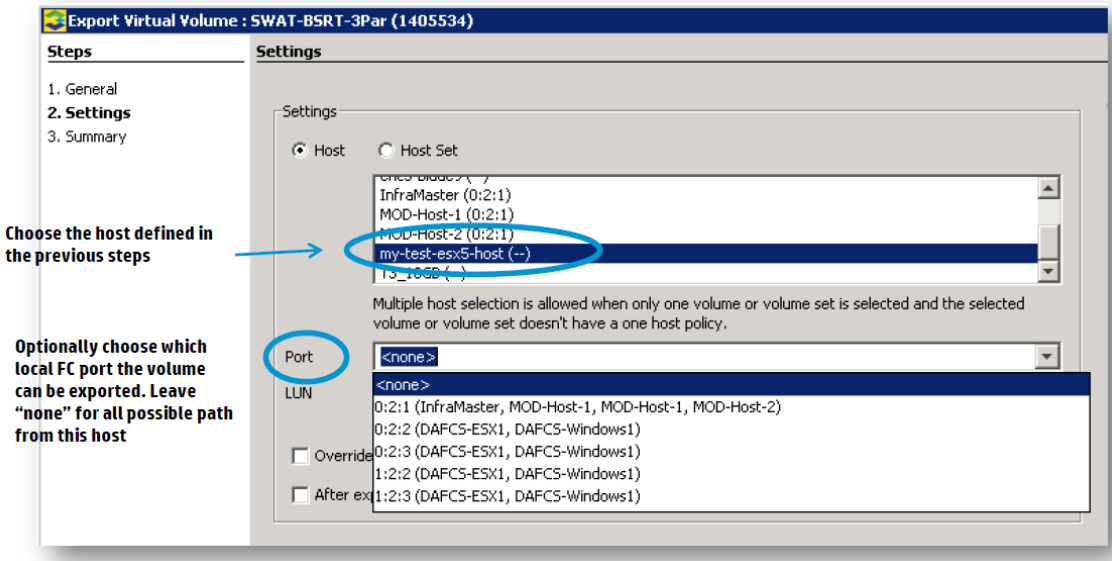 Export Virtual Volume : SWAT-BSRT-3Par (1405534)
Steps
1. General
2. Settings
3. Summary
Settings
Settings
Host
Host Set
InfraMaster (0:2:1)
MOD-Host-1 (0:2:1)
MOD-Host-2 (0:2:1)
my-test-esx5-host (--)
Multiple host selection is allowed when only one volume or volume set is selected and the selected
volume or volume set doesn't have a one host policy.
Choose the host defined in
the previous steps
Port
<none>
<none>
0:2:1 (InfraMaster, MOD-Host-1, MOD-Host-1, MOD-Host-2)
0:2:2 (DAFCS-ESX1, DAFCS-Windows1)
0:2:3 (DAFCS-ESX1, DAFCS-Windows1)
1:2:2 (DAFCS-ESX1, DAFCS-Windows1)
1:2:3 (DAFCS-ESX1, DAFCS-Windows1)
LUN
Override
After ex
Optionally choose which
local FC port the volume
can be exported. Leave
“none” for all possible path
from this host